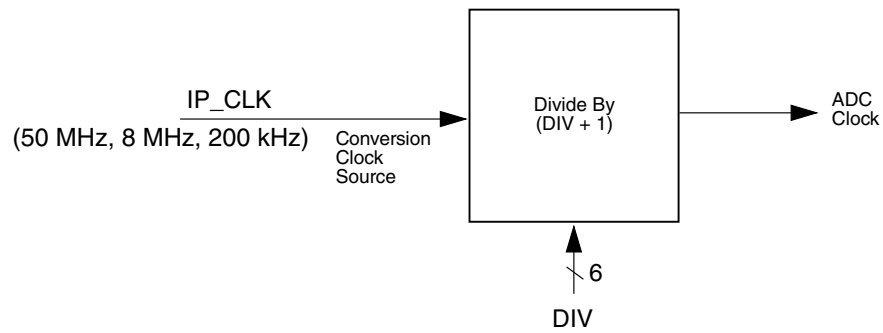 IP_CLK
(50 MHz, 8 MHz, 200 kHz)
Conversion
Clock
Source
Divide By
(DIV + 1)
ADC
Clock
6
DIV